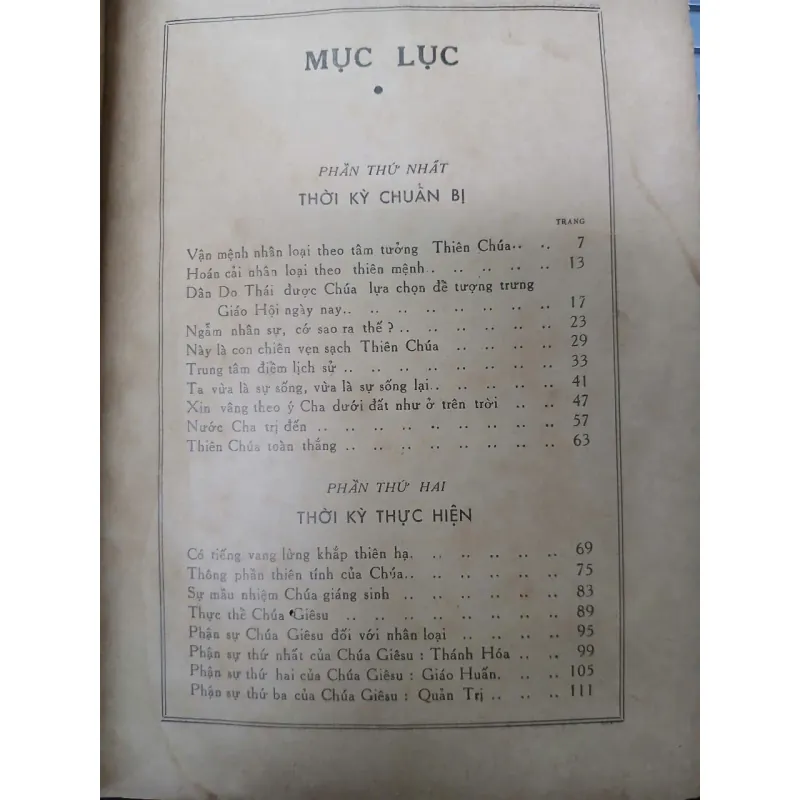 MỤC LỤC
PHẦN THỨ NHẤT
THỜI KỲ CHUẨN BỊ
TRANG
Vận mệnh nhân loại theo tâm tưởng Thiên Chúa.. .. 7
Hoán cải nhân loại theo thiên mệnh.. .. .. .. .. 13
Dân Do Thái được Chúa lựa chọn để tượng trưng
Giáo Hội ngày nay.. .. .. .. .. .. .. .. 17
Ngắm nhân sự, cớ sao ra thế ? .. .. .. .. .. .. 23
Này là con chiên vẹn sạch Thiên Chúa .. .. .. .. 29
Trung tâm điểm lịch sử .. .. .. .. .. .. .. .. 33
Ta vừa là sự sống, vừa là sự sống lại.. .. .. .. .. 41
Xin vâng theo ý Cha dưới đất như ở trên trời .. .. 47
Nước Cha trị đến .. .. .. .. .. .. .. .. .. 57
Thiên Chúa toàn thắng .. .. .. .. .. .. .. .. 63
PHẦN THỨ HAI
THỜI KỲ THỰC HIỆN
Có tiếng vang lừng khắp thiên hạ. .. .. .. .. .. 69
Thông phần thiên tính của Chúa.. .. .. .. .. .. 75
Sự mầu nhiệm Chúa giáng sinh .. .. .. .. .. .. 83
Thực thể Chúa Giêsu .. .. .. .. .. .. .. .. 89
Phận sự Chúa Giêsu đối với nhân loại .. .. .. .. 95
Phận sự thứ nhất của Chúa Giêsu : Thánh Hóa .. .. 99
Phận sự thứ hai của Chúa Giêsu : Giáo Huấn. .. .. 105
Phận sự thứ ba của Chúa Giêsu : Quản Trị .. .. .. 111